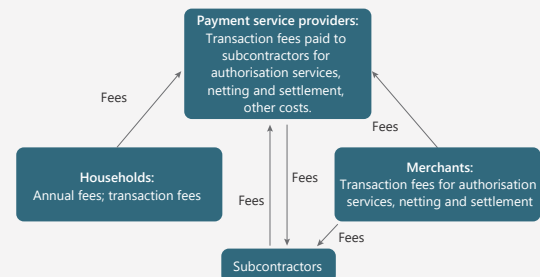 Payment service providers:
Transaction fees paid to
subcontractors for
authorisation services,
netting and settlement,
other costs.
Fees
Fees
Households:
Annual fees; transaction fees
Fees
Fees
Merchants:
Transaction fees for authorisation
services, netting and settlement
Fees
Subcontractors